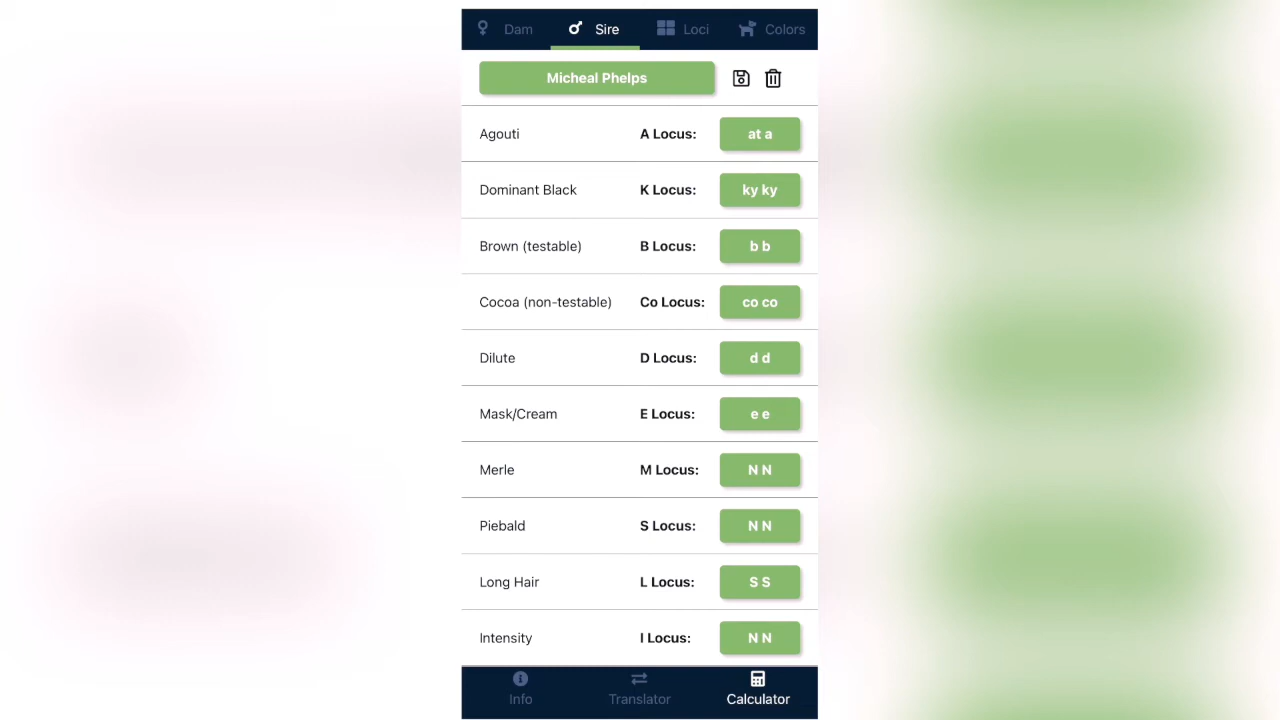 Dam Sire Loci Colors
Micheal Phelps
Agouti A Locus: at a
Dominant Black K Locus: ky ky
Brown (testable) B Locus: b b
Cocoa (non-testable) Co Locus: co co
Dilute D Locus: d d
Mask/Cream E Locus: e e
Merle M Locus: N N
Piebald S Locus: N N
Long Hair L Locus: S S
Intensity I Locus: N N
Info Translator Calculator